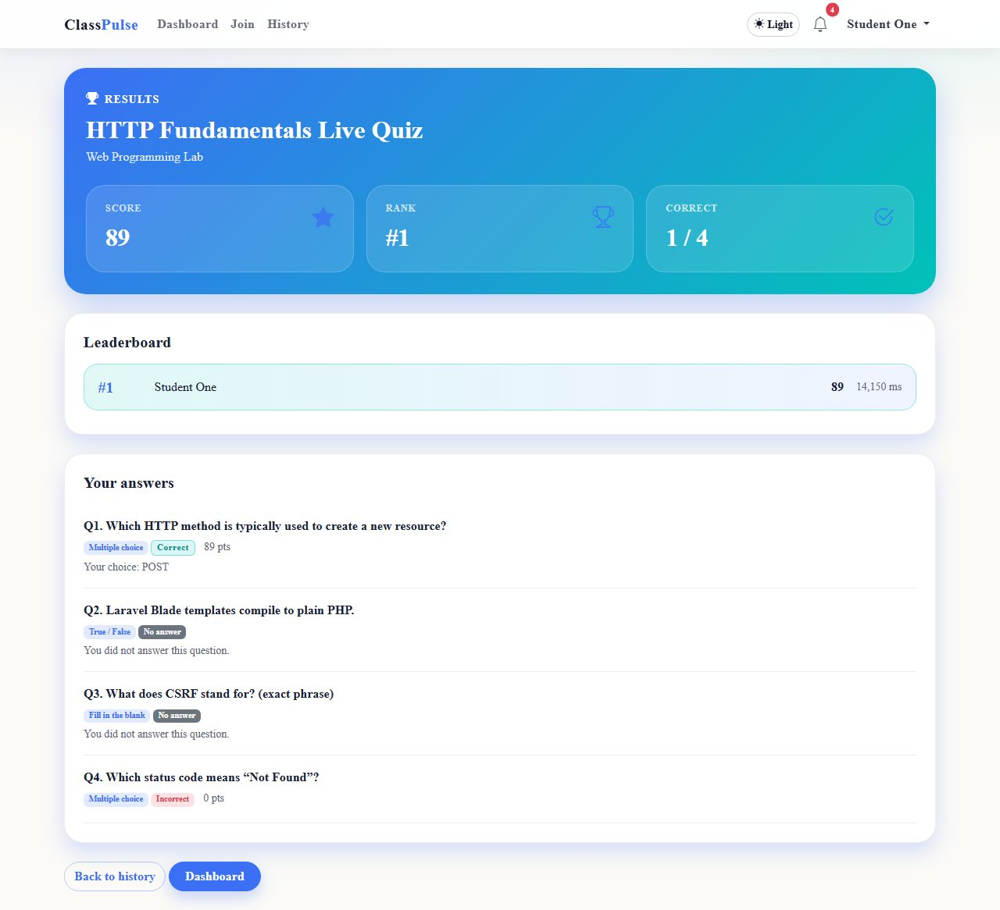 ClassPulse Dashboard Join History Light 4 Student One
RESULTS
HTTP Fundamentals Live Quiz
Web Programming Lab
SCORE
89
RANK
#1
CORRECT
1 / 4
Leaderboard
#1 Student One 89 14,150 ms
Your answers
Q1. Which HTTP method is typically used to create a new resource?
Multiple choice Correct 89 pts
Your choice: POST
Q2. Laravel Blade templates compile to plain PHP.
True / False No answer
You did not answer this question.
Q3. What does CSRF stand for? (exact phrase)
Fill in the blank No answer
You did not answer this question.
Q4. Which status code means “Not Found”?
Multiple choice Incorrect 0 pts
Back to history Dashboard